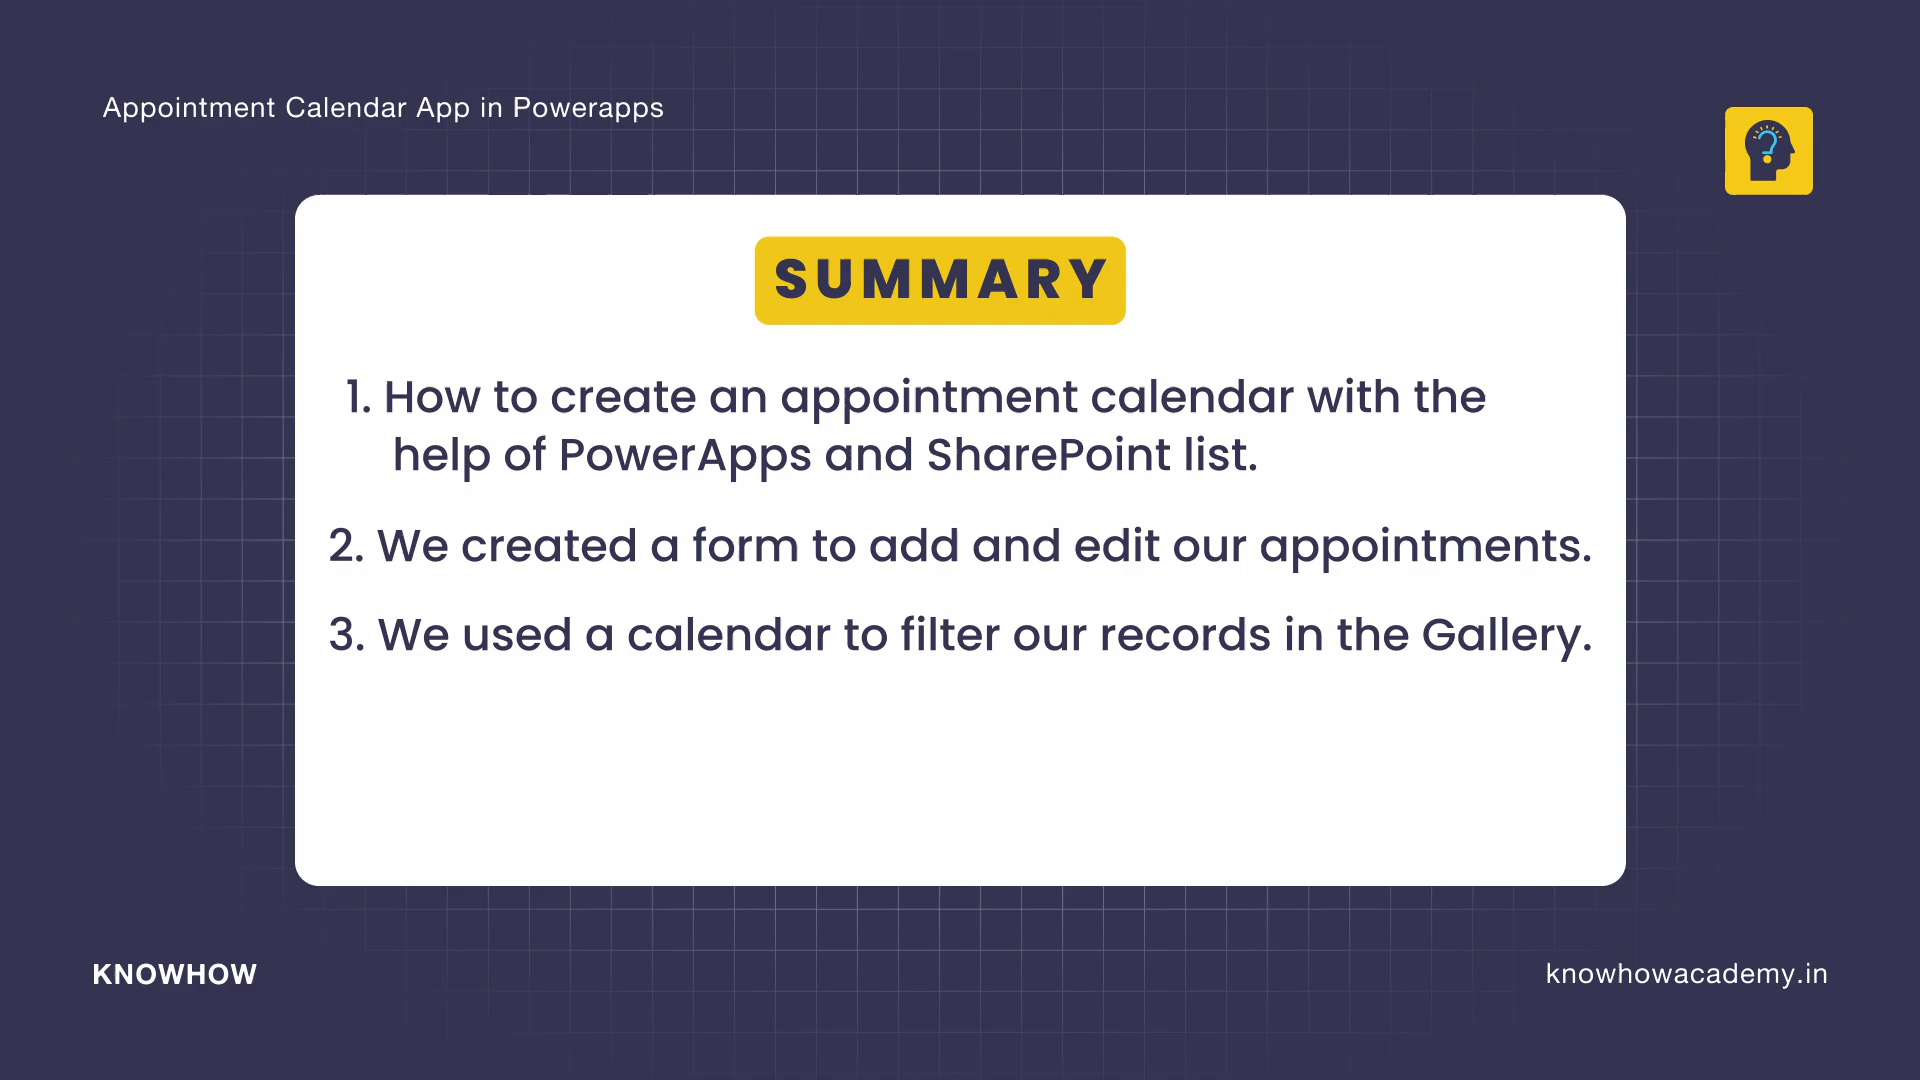 Appointment Calendar App in Powerapps
SUMMARY
1. How to create an appointment calendar with the
help of PowerApps and SharePoint list.
2. We created a form to add and edit our appointments.
3. We used a calendar to filter our records in the Gallery.
KNOWHOW
knowhowacademy.in